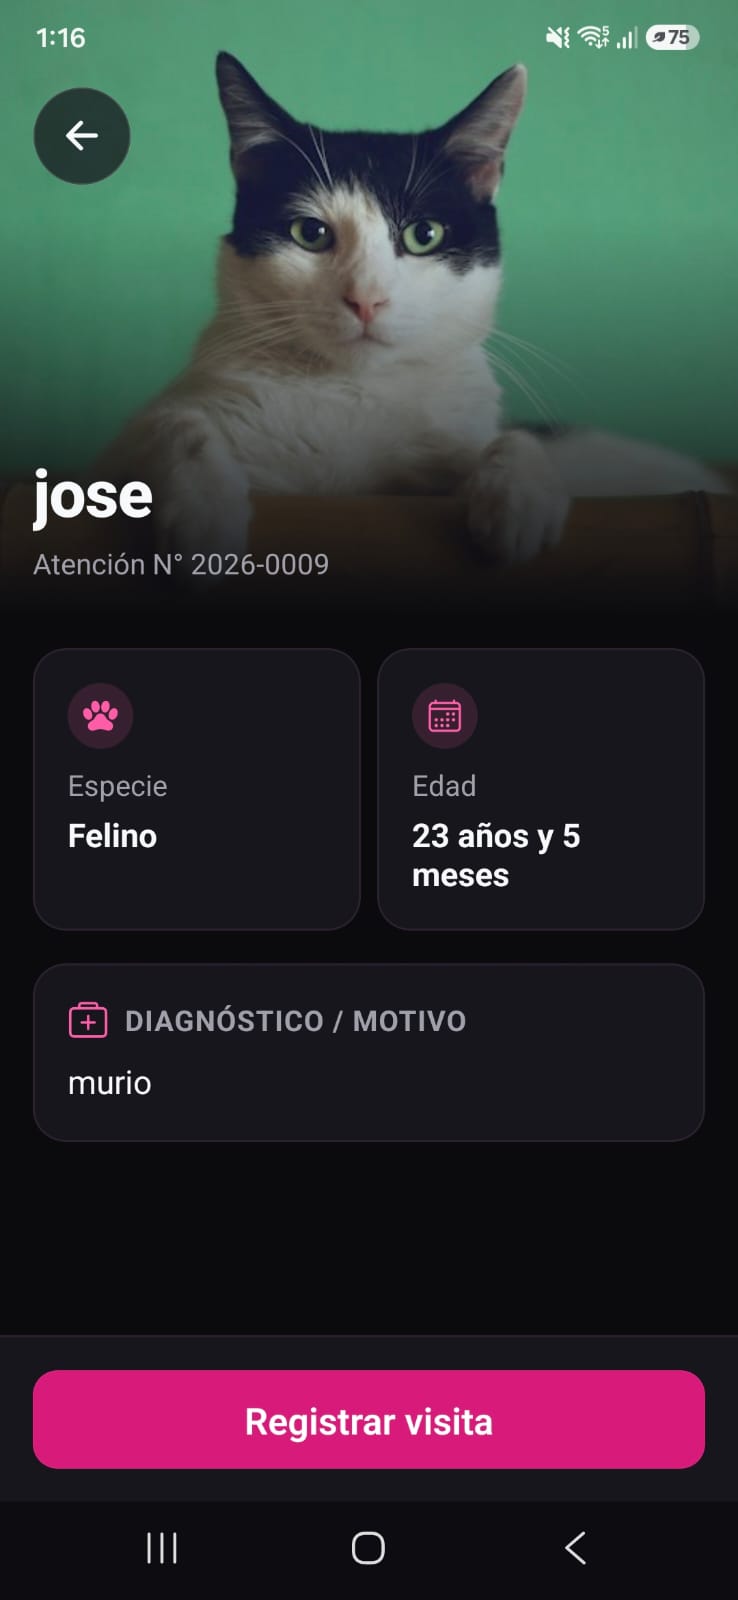 1:16
5
75
jose
Atención N° 2026-0009
Especie
Felino
Edad
23 años y 5
meses
DIAGNÓSTICO / MOTIVO
murio
Registrar visita